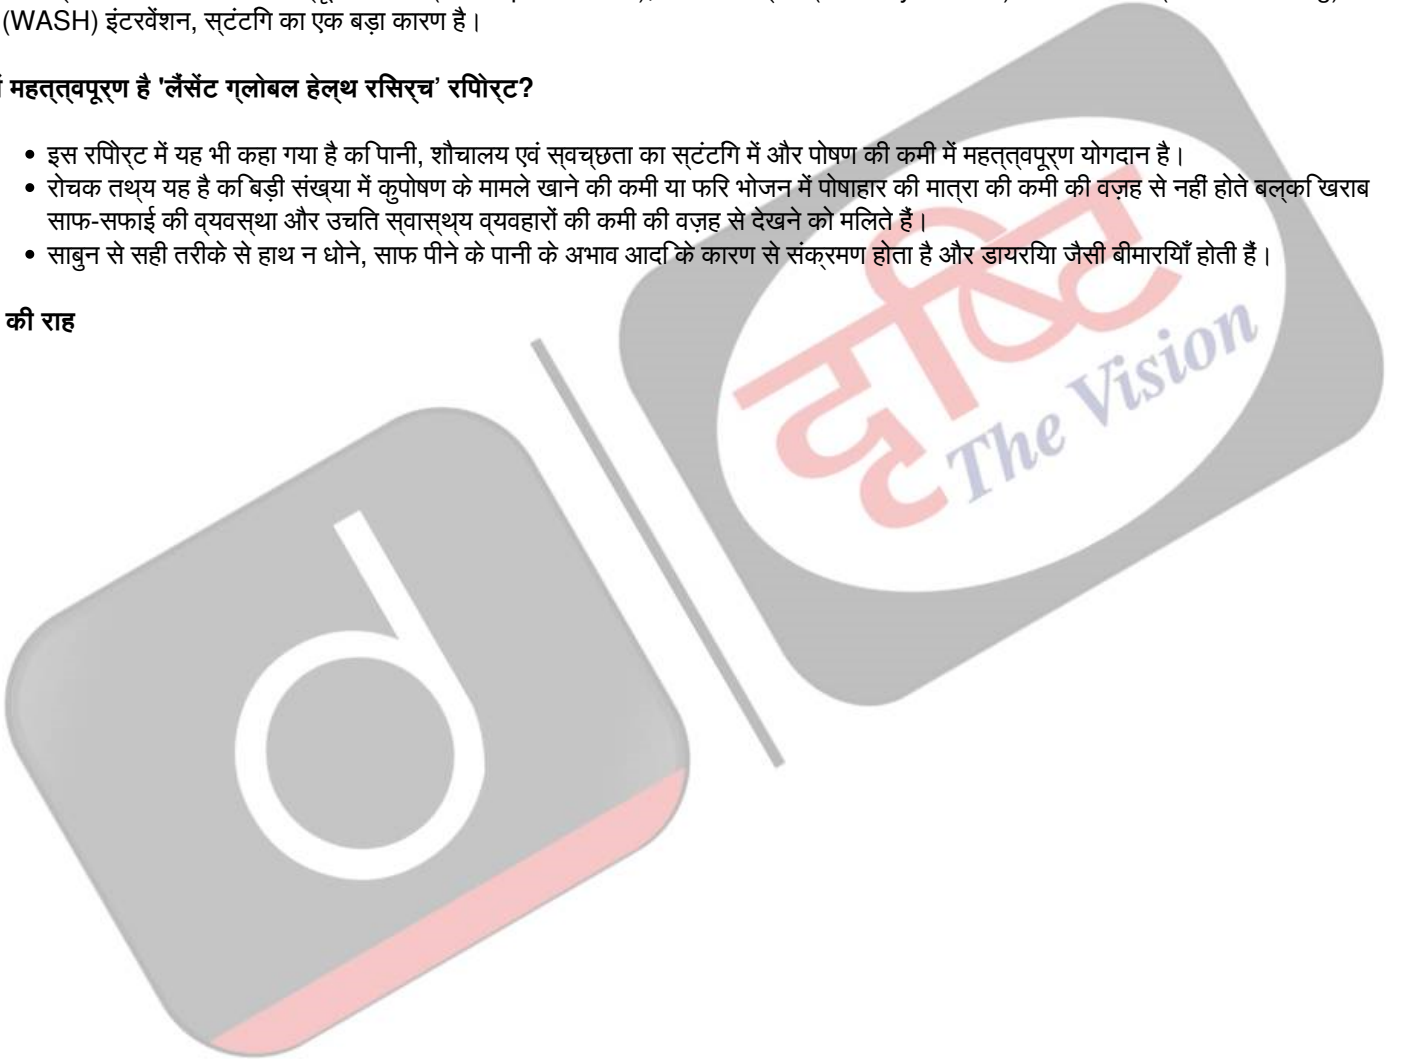 (WASH) इंटरवेंशन, स्टंटिंग का एक बड़ा कारण है।
महत्त्वपूर्ण है 'लैंसेंट ग्लोबल हेल्थ रिसर्च’ रिपोर्ट?
• इस रिपोर्ट में यह भी कहा गया है कि पानी, शौचालय एवं स्वच्छता का स्टंटिंग में और पोषण की कमी में महत्त्वपूर्ण योगदान है।
• रोचक तथ्य यह है कि बड़ी संख्या में कुपोषण के मामले खाने की कमी या फिर भोजन में पोषाहार की मात्रा की कमी की वज़ह से नहीं होते बल्कि खराब
साफ-सफाई की व्यवस्था और उचित स्वास्थ्य व्यवहारों की कमी की वज़ह से देखने को मिलते हैं।
• साबुन से सही तरीके से हाथ न धोने, साफ पीने के पानी के अभाव आदि के कारण से संक्रमण होता है और डायरिया जैसी बीमारियाँ होती हैं।
की राह
दृष्टि
The Vision
d